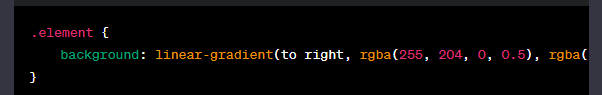 .element {
background: linear-gradient(to right, rgba(255, 204, 0, 0.5), rgba(
}